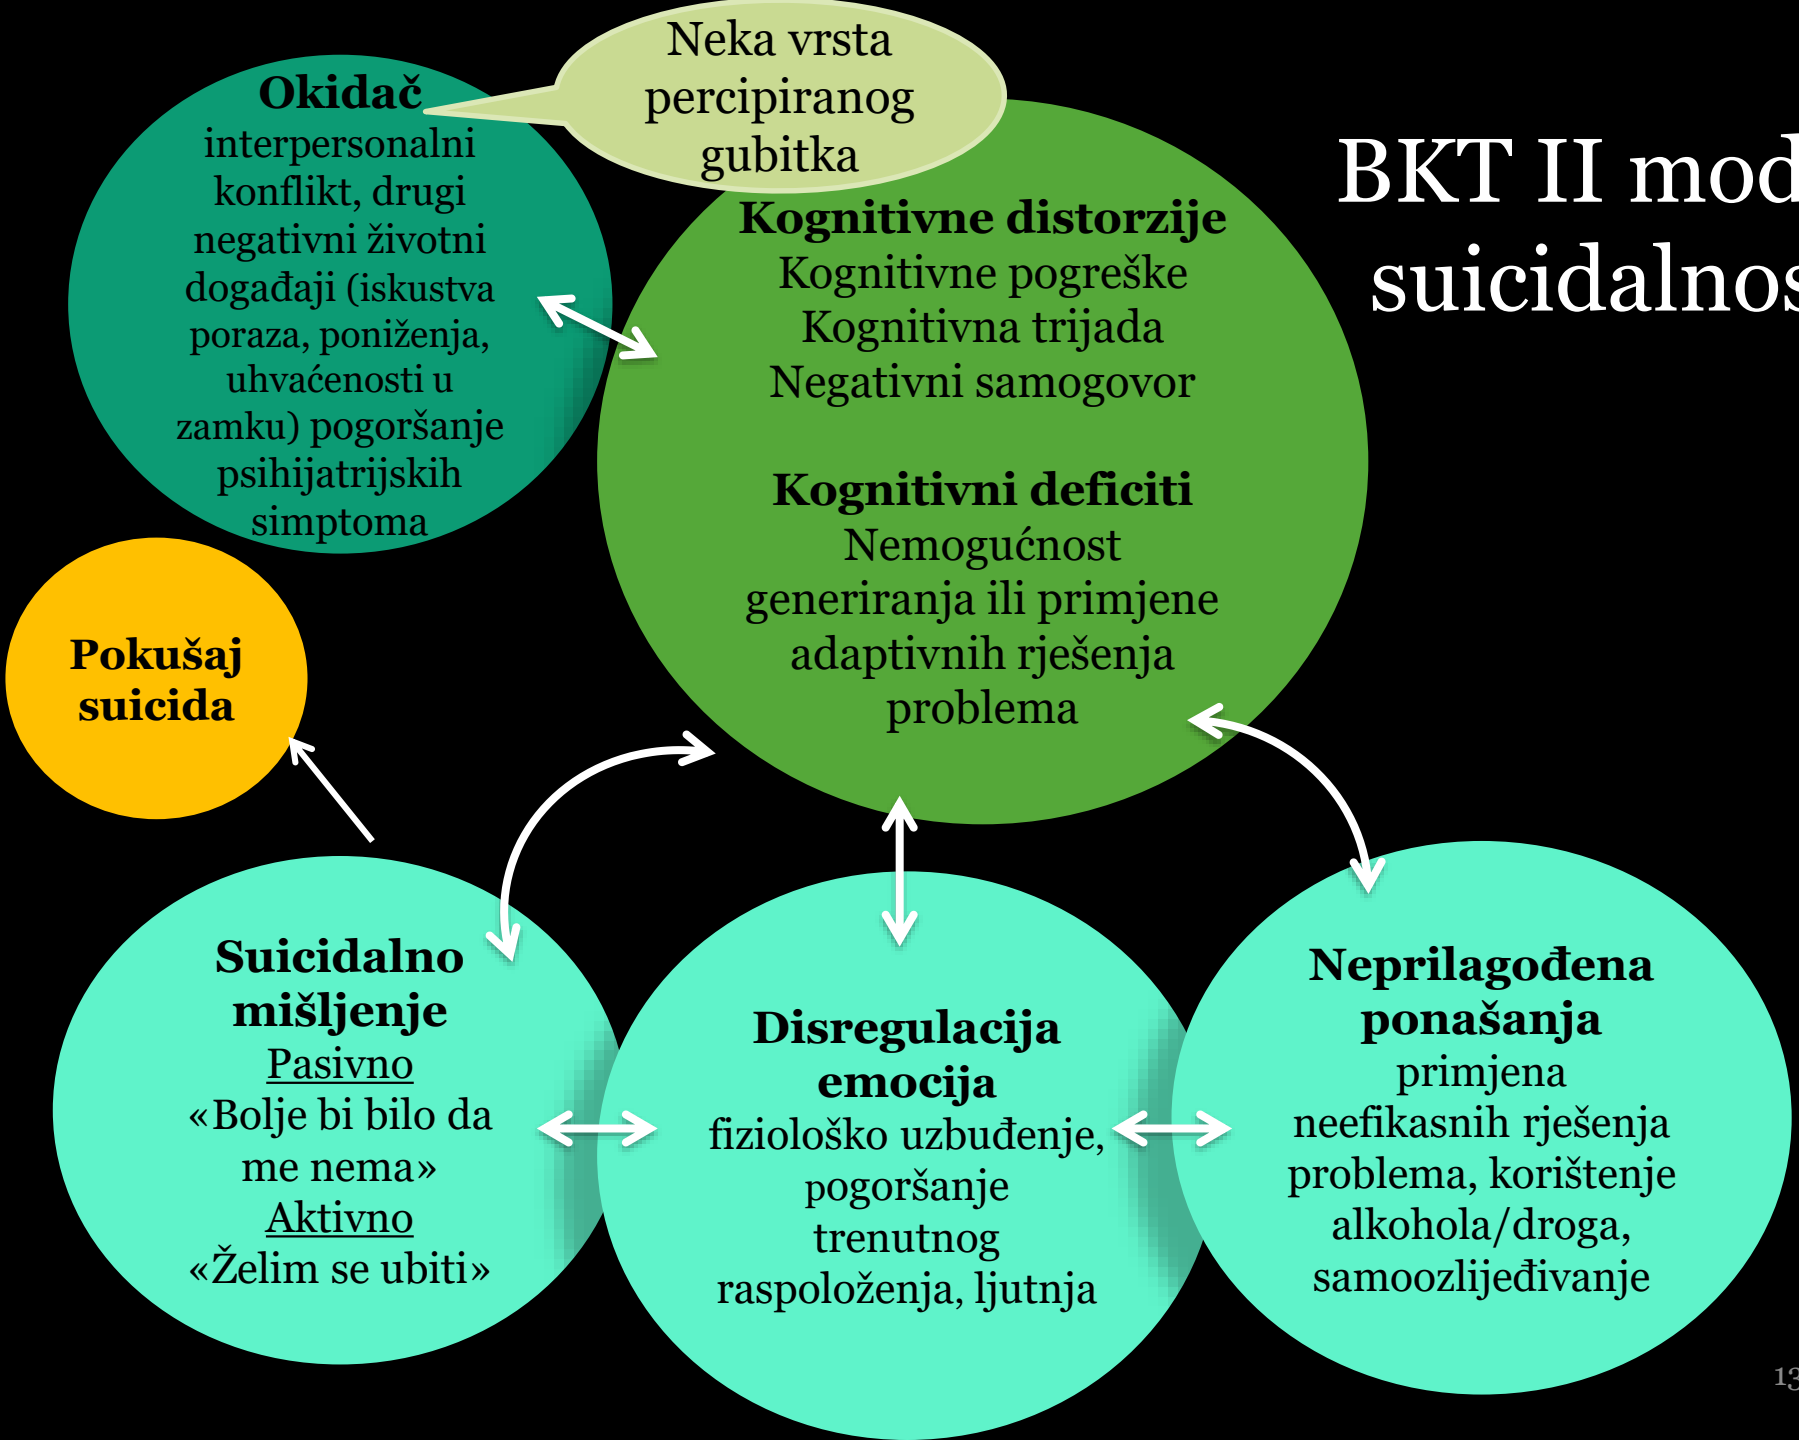 Neka vrsta
percipiranog
gubitka
Okidač
interpersonalni
konflikt, drugi
negativni životni
događaji (iskustva
poraza, poniženja,
uhvaćenosti u
zamku) pogoršanje
psihijatrijskih
simptoma
BKT II mod
suicidalnos
Kognitivne distorzije
Kognitivne pogreške
Kognitivna trijada
Negativni samogovor
Kognitivni deficiti
Nemogućnost
generiranja ili primjene
adaptivnih rješenja
problema
Pokušaj
suicida
Suicidalno
mišljenje
Pasivno
«Bolje bi bilo da
me nema»
Aktivno
«Želim se ubiti»
Disregulacija
emocija
fiziološko uzbuđenje,
pogoršanje
trenutnog
raspoloženja, ljutnja
Neprilagođena
ponašanja
primjena
neefikasnih rješenja
problema, korištenje
alkohola/droga,
samoozlijeđivanje
13